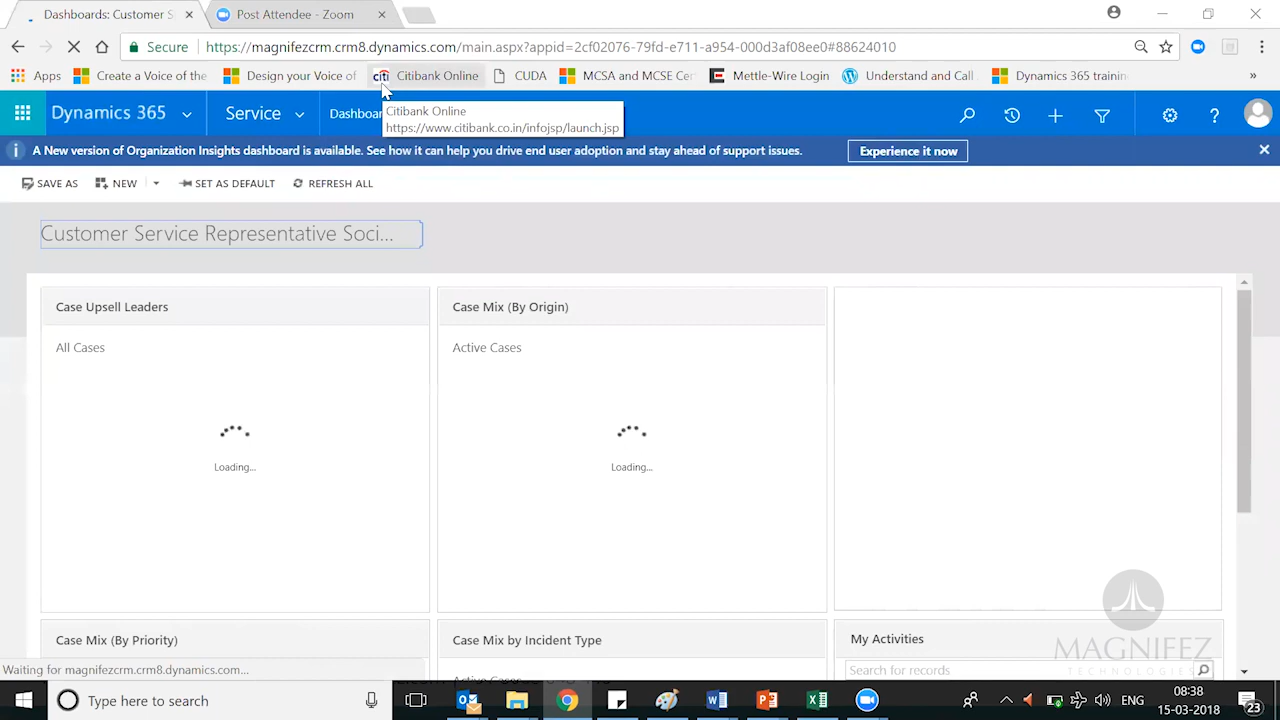 Dashboards: Customer S
Post Attendee - Zoom
Secure
https://magnifezcrm.crm8.dynamics.com/main.aspx?appid=2cf02076-79fd-e711-a954-000d3af08ee0#88624010
Apps
Create a Voice of the
Design your Voice of
citi
Citibank Online
CUDA
MCSA and MCSE Cer
Mettle-Wire Login
Understand and Call
Dynamics 365 trainin
»
Dynamics 365
Service
Dashboar
Citibank Online
https://www.citibank.co.in/infojsp/launch.jsp
A New version of Organization Insights dashboard is available. See how it can help you drive end user adoption and stay ahead of support issues.
Experience it now
SAVE AS
NEW
SET AS DEFAULT
REFRESH ALL
Customer Service Representative Soci...
Case Upsell Leaders
Case Mix (By Origin)
All Cases
Active Cases
Loading...
Loading...
Case Mix (By Priority)
Case Mix by Incident Type
My Activities
Active Cases
Search for records
MAGNIFEZ
TECHNOLOGIES
Waiting for magnifezcrm.crm8.dynamics.com...
Type here to search
ENG
08:38
15-03-2018
23